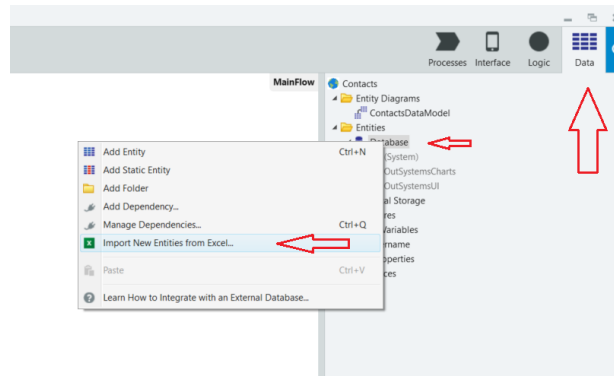 Processes Interface Logic Data
MainFlow
Contacts
Entity Diagrams
ContactsDataModel
Entities
Database
(System)
OutSystemsCharts
OutSystemsUI
al Storage
res
Variables
ername
operties
ces
Add Entity Ctrl+N
Add Static Entity
Add Folder
Add Dependency...
Manage Dependencies... Ctrl+Q
Import New Entities from Excel...
Paste Ctrl+V
Learn How to Integrate with an External Database...